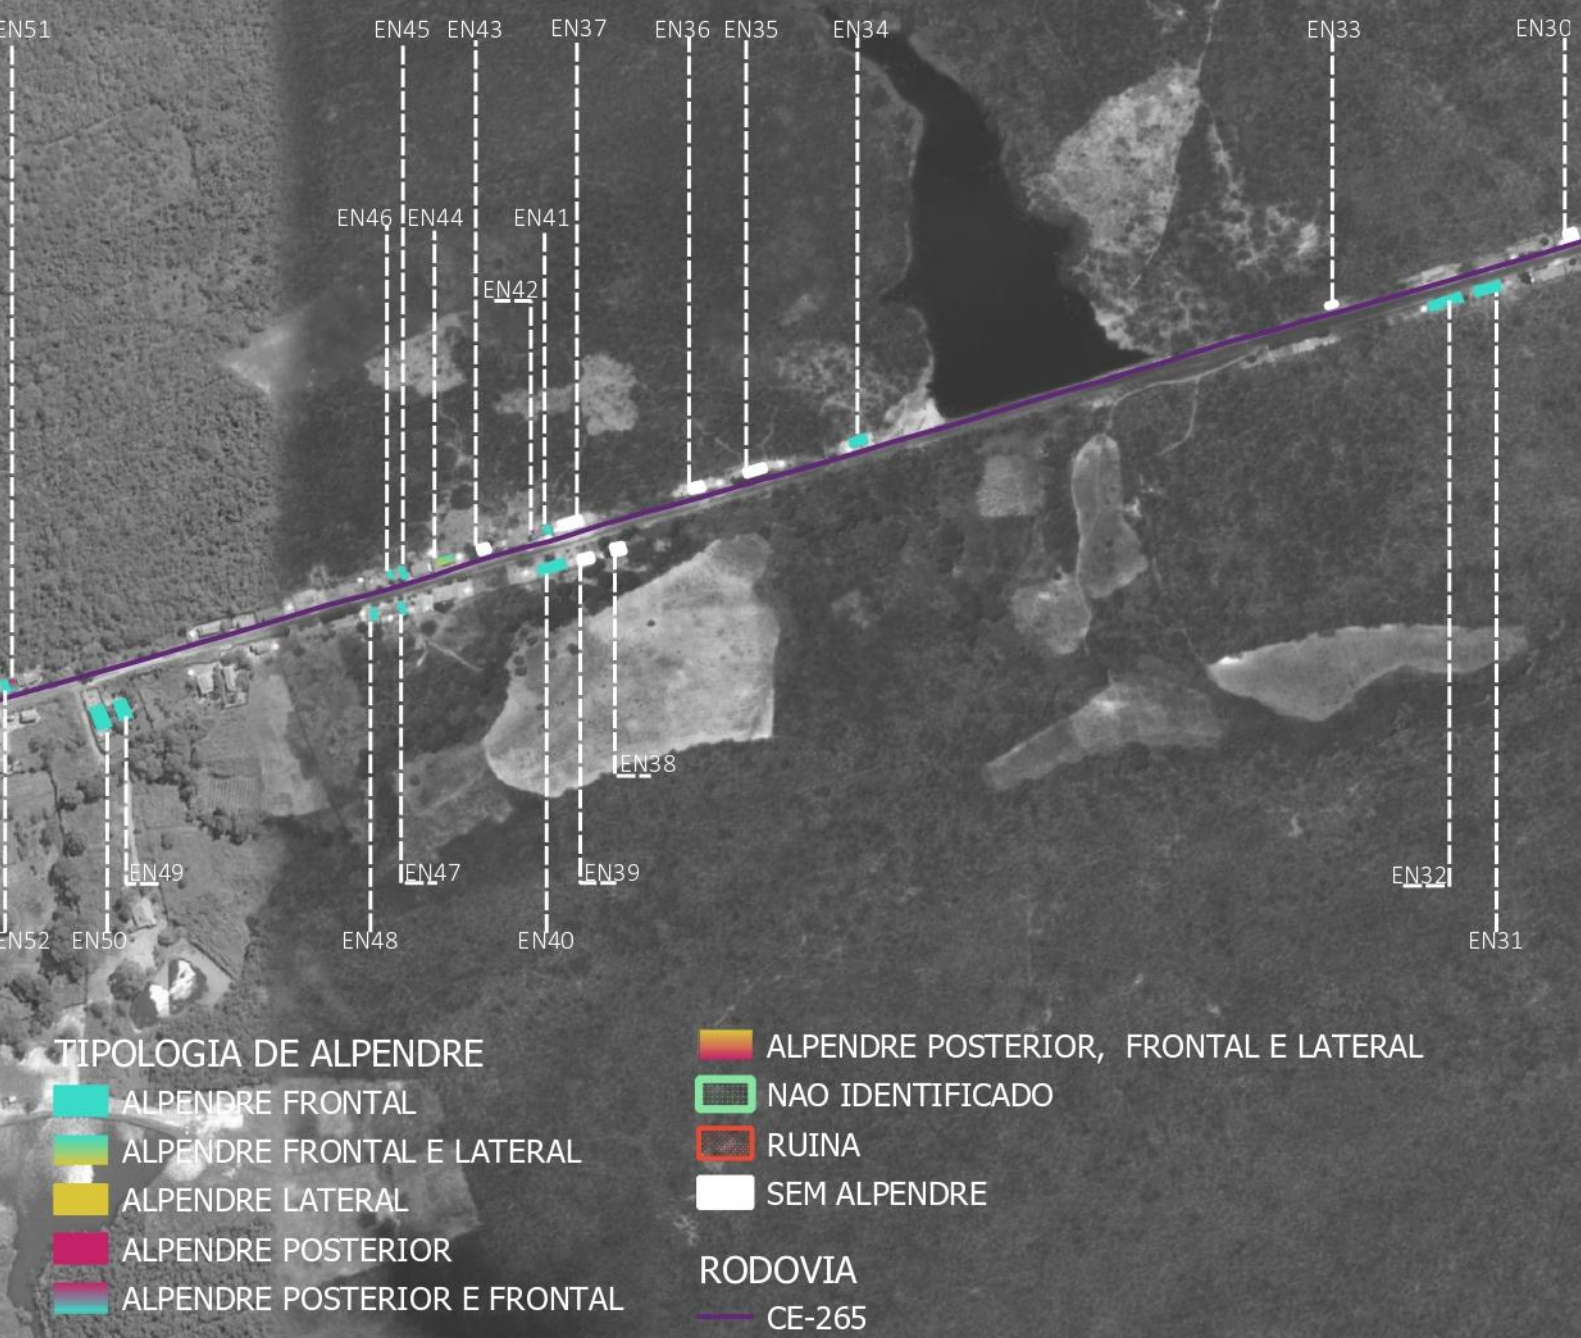 EN51
EN45
EN43
EN37
EN36
EN35
EN34
EN33
EN30
EN46
EN44
EN41
EN42
EN38
EN49
EN47
EN39
EN32
EN52
EN50
EN48
EN40
EN31
TIPOLOGIA DE ALPENDRE
ALPENDRE FRONTAL
ALPENDRE FRONTAL E LATERAL
ALPENDRE LATERAL
ALPENDRE POSTERIOR
ALPENDRE POSTERIOR E FRONTAL
ALPENDRE POSTERIOR, FRONTAL E LATERAL
NAO IDENTIFICADO
RUINA
SEM ALPENDRE
RODOVIA
CE-265